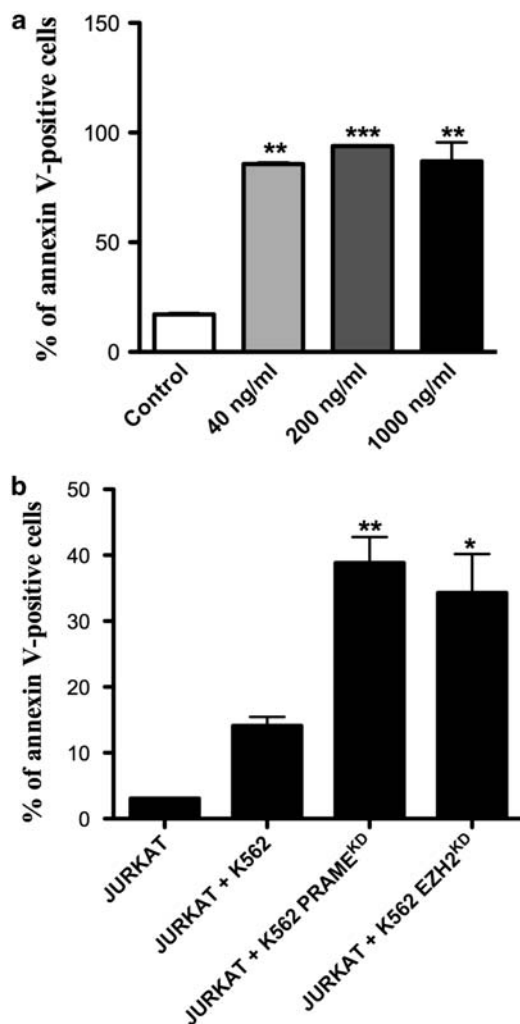 a
% of annexin V-positive cells
150
100
50
0
** *** **
Control
40 ng/ml
200 ng/ml
1000 ng/ml
b
% of annexin V-positive cells
50
40
30
20
10
0
** *
JURKAT
JURKAT + K562
JURKAT + K562 PRAMEᴷᴰ
JURKAT + K562 EZH2ᴷᴰ